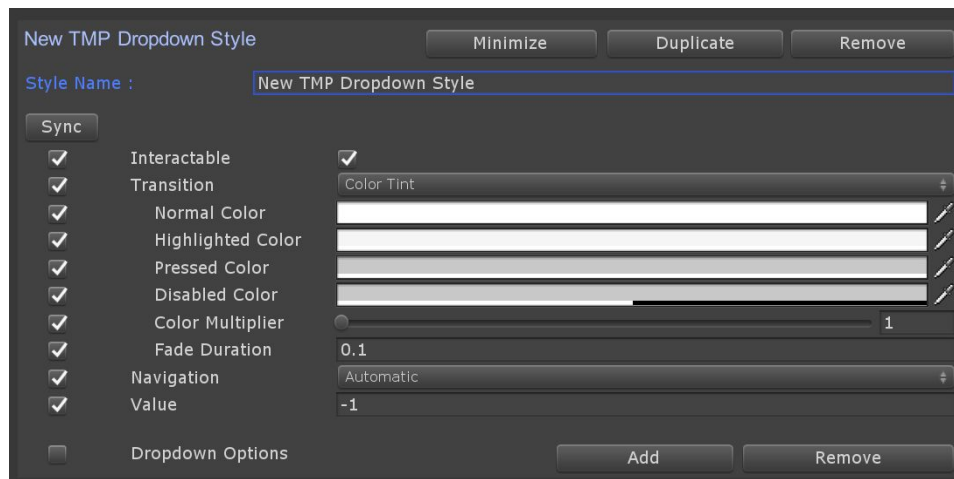 New TMP Dropdown Style Minimize Duplicate Remove
Style Name : New TMP Dropdown Style
Sync
Interactable
Transition Color Tint
Normal Color
Highlighted Color
Pressed Color
Disabled Color
Color Multiplier 1
Fade Duration 0.1
Navigation Automatic
Value -1
Dropdown Options Add Remove